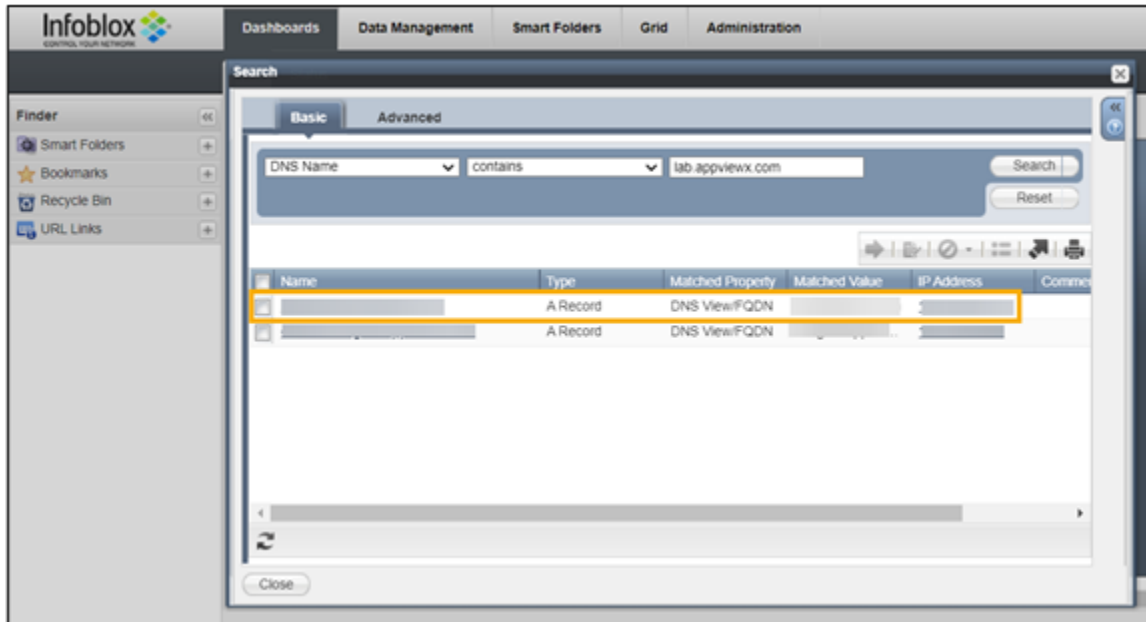 Infoblox
CONTROL YOUR NETWORK
Dashboards Data Management Smart Folders Grid Administration
Search
Finder
Smart Folders
Bookmarks
Recycle Bin
URL Links
Basic Advanced
DNS Name contains lab.appviewx.com Search
Reset
Name Type Matched Property Matched Value IP Address Commen
A Record DNS View/FQDN
A Record DNS View/FQDN
Close